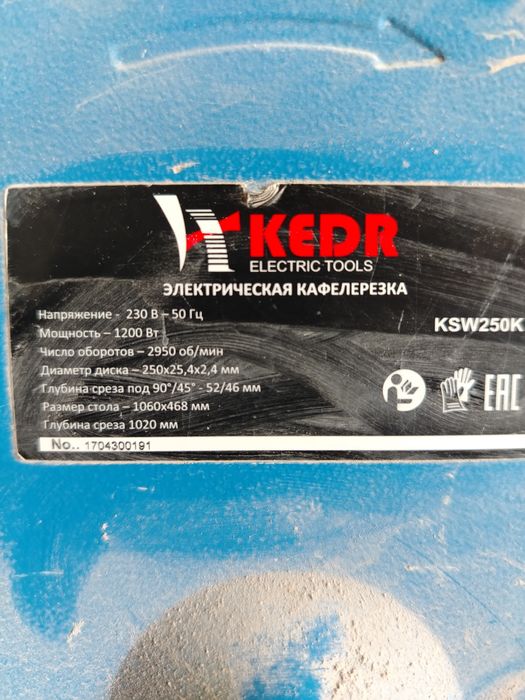 KEDR
ELECTRIC TOOLS
ЭЛЕКТРИЧЕСКАЯ КАФЕЛЕРЕЗКА
KSW250K
Напряжение - 230 В – 50 Гц
Мощность – 1200 Вт
Число оборотов – 2950 об/мин
Диаметр диска – 250x25,4x2,4 мм
Глубина среза под 90°/45° - 52/46 мм
Размер стола – 1060x468 мм
Глубина среза 1020 мм
EAC
No.. 1704300191